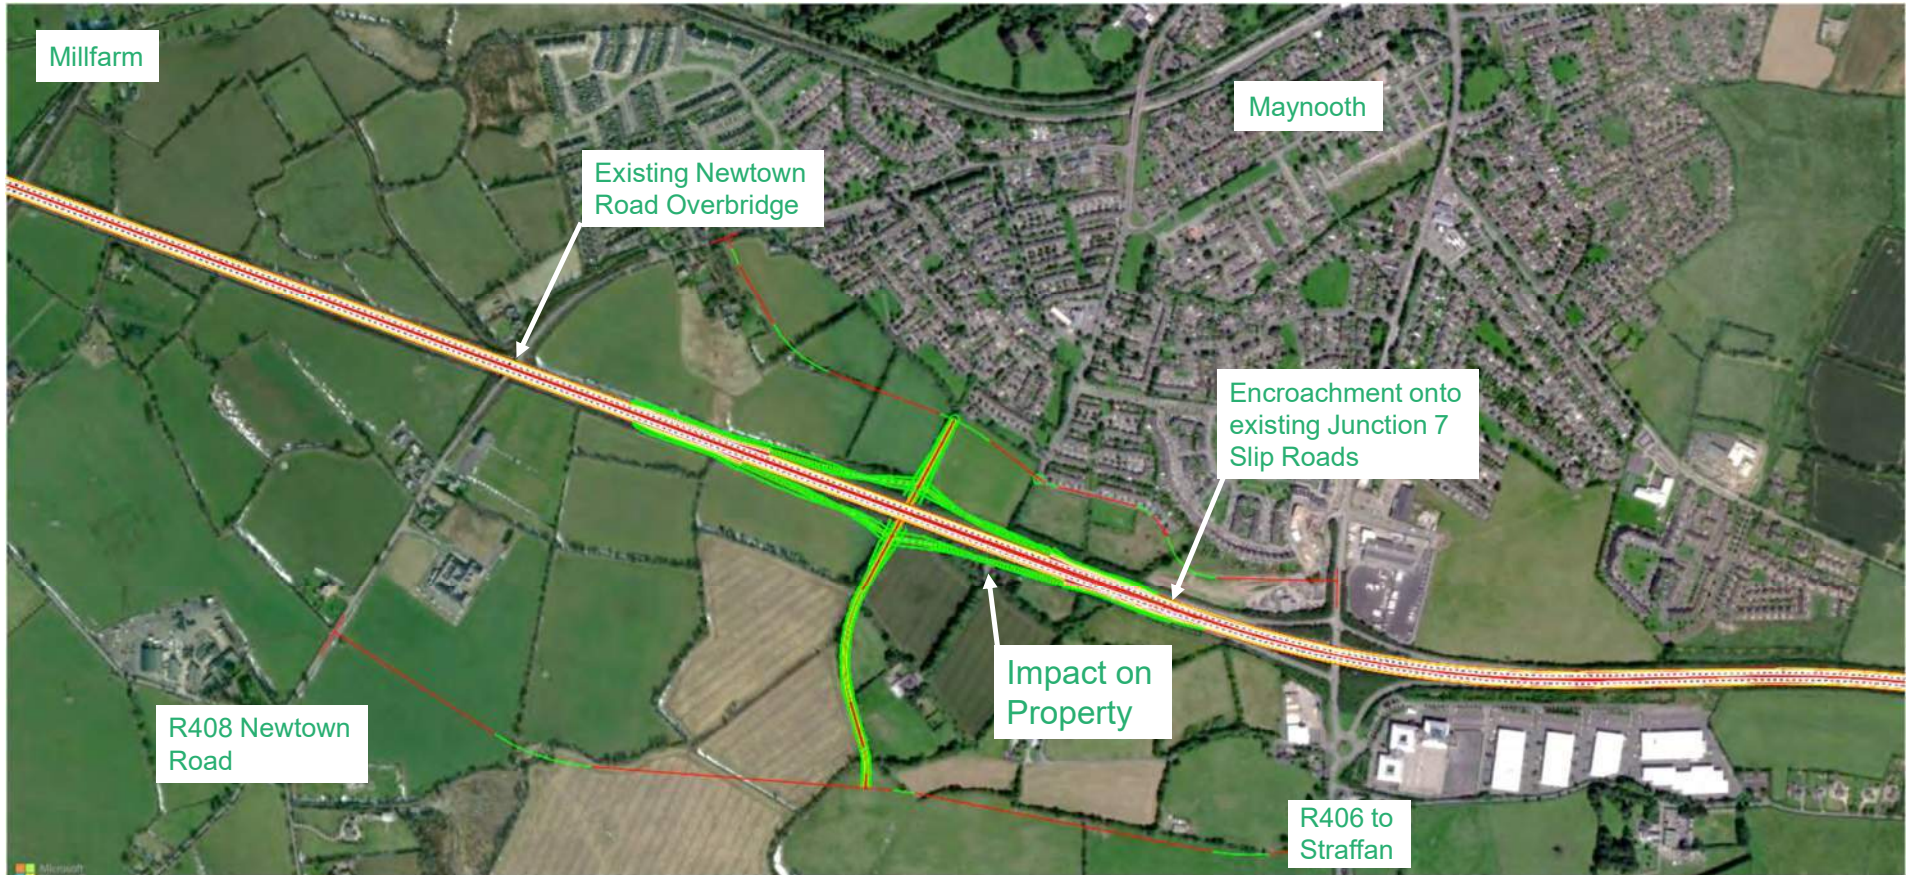 Millfarm
Maynooth
Existing Newtown
Road Overbridge
Encroachment onto
existing Junction 7
Slip Roads
Impact on
Property
R408 Newtown
Road
R406 to
Straffan
Microsoft